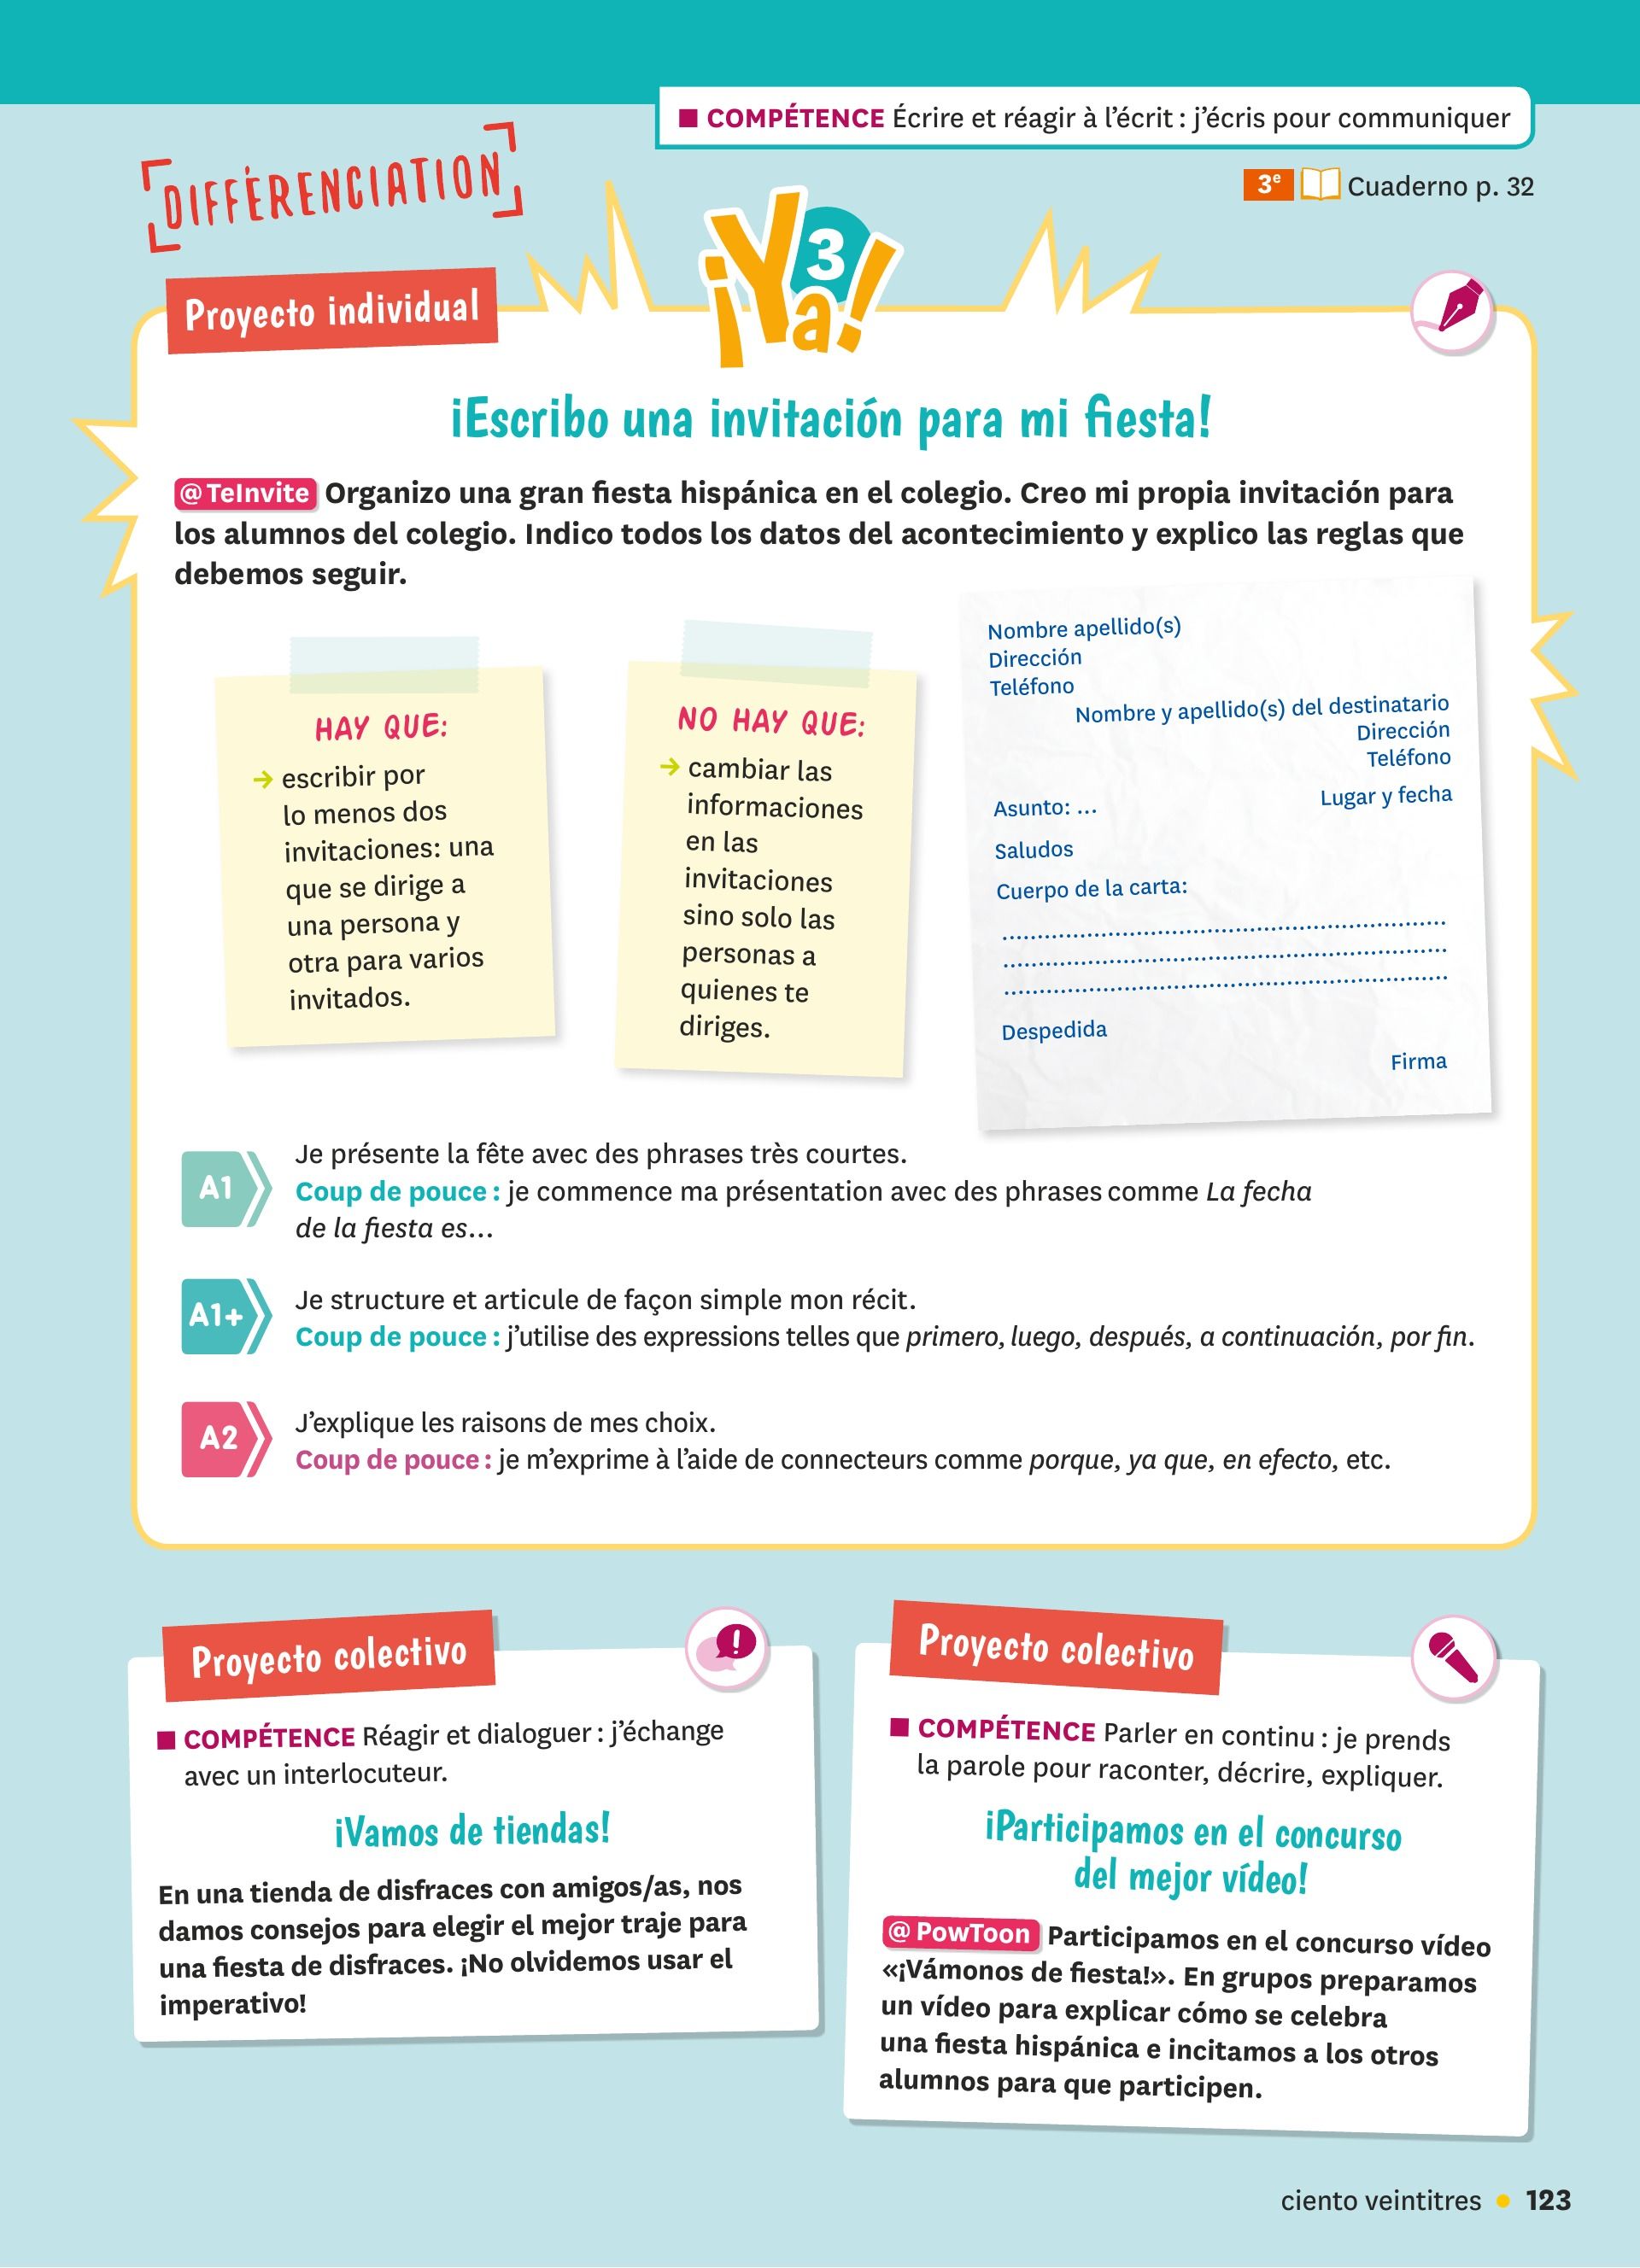 ■ COMPÉTENCE Écrire et réagir à l'écrit : j'écris pour communiquer
DIFFÉRENCIATION
3e Cuaderno p. 32
¡Ya! 3
Proyecto individual
¡Escribo una invitación para mi fiesta!
@TeInvite Organizo una gran fiesta hispánica en el colegio. Creo mi propia invitación para
los alumnos del colegio. Indico todos los datos del acontecimiento y explico las reglas que
debemos seguir.
HAY QUE:
→ escribir por
lo menos dos
invitaciones: una
que se dirige a
una persona y
otra para varios
invitados.
NO HAY QUE:
→ cambiar las
informaciones
en las
invitaciones
sino solo las
personas a
quienes te
diriges.
Nombre apellido(s)
Dirección
Teléfono
Nombre y apellido(s) del destinatario
Dirección
Teléfono
Lugar y fecha
Asunto: ...
Saludos
Cuerpo de la carta:
Despedida
Firma
A1
Je présente la fête avec des phrases très courtes.
Coup de pouce : je commence ma présentation avec des phrases comme La fecha
de la fiesta es...
A1+
Je structure et articule de façon simple mon récit.
Coup de pouce : j'utilise des expressions telles que primero, luego, después, a continuación, por fin.
A2
J'explique les raisons de mes choix.
Coup de pouce : je m'exprime à l'aide de connecteurs comme porque, ya que, en efecto, etc.
Proyecto colectivo
■ COMPÉTENCE Réagir et dialoguer : j'échange
avec un interlocuteur.
¡Vamos de tiendas!
En una tienda de disfraces con amigos/as, nos
damos consejos para elegir el mejor traje para
una fiesta de disfraces. ¡No olvidemos usar el
imperativo!
Proyecto colectivo
■ COMPÉTENCE Parler en continu : je prends
la parole pour raconter, décrire, expliquer.
¡Participamos en el concurso
del mejor vídeo!
@PowToon Participamos en el concurso vídeo
«¡Vámonos de fiesta!». En grupos preparamos
un vídeo para explicar cómo se celebra
una fiesta hispánica e incitamos a los otros
alumnos para que participen.
ciento veintitres • 123